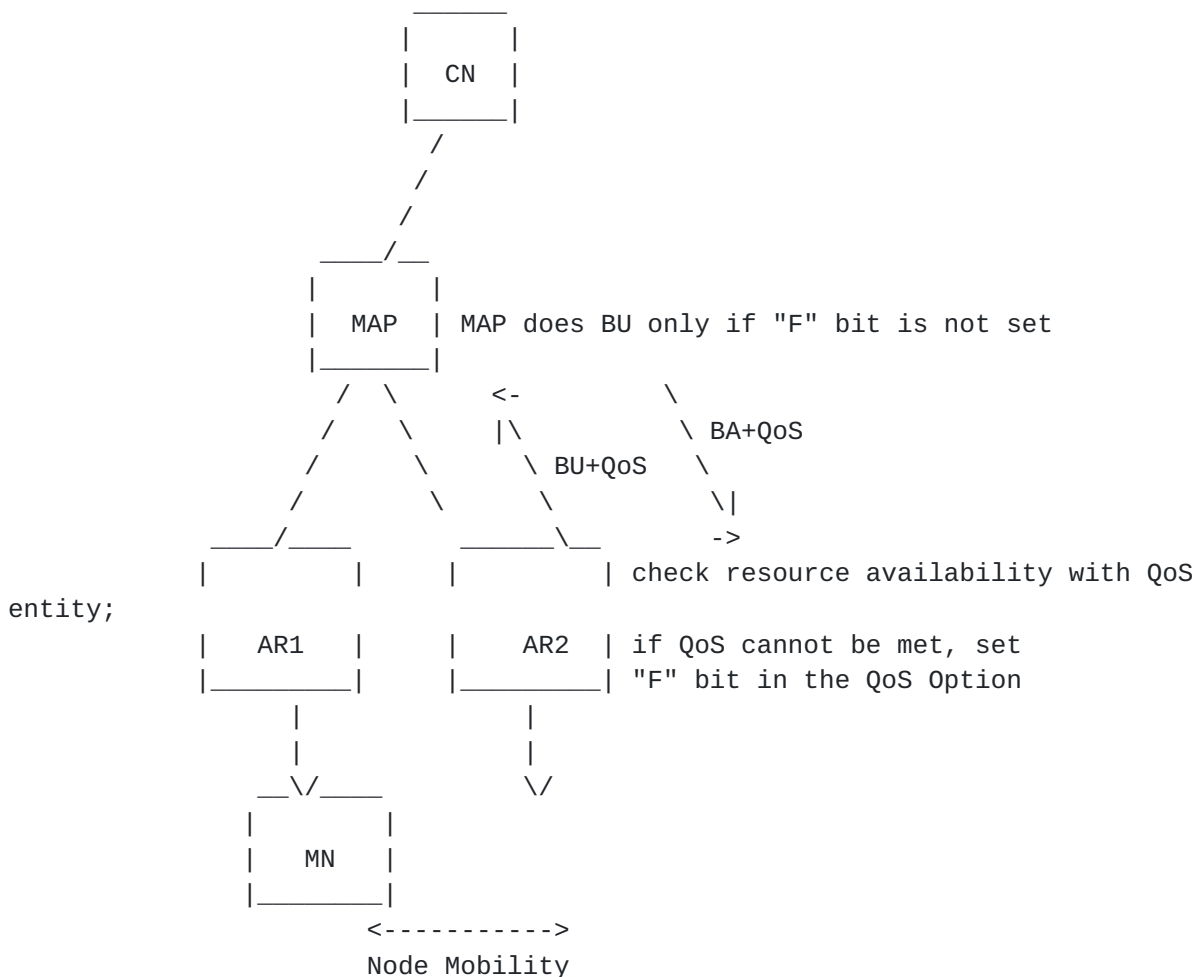 CN
MAP MAP does BU only if "F" bit is not set
<-
BA+QoS
BU+QoS
->
check resource availability with QoS
entity;
AR1 AR2 if QoS cannot be met, set
"F" bit in the QoS Option
MN
<----------->
Node Mobility